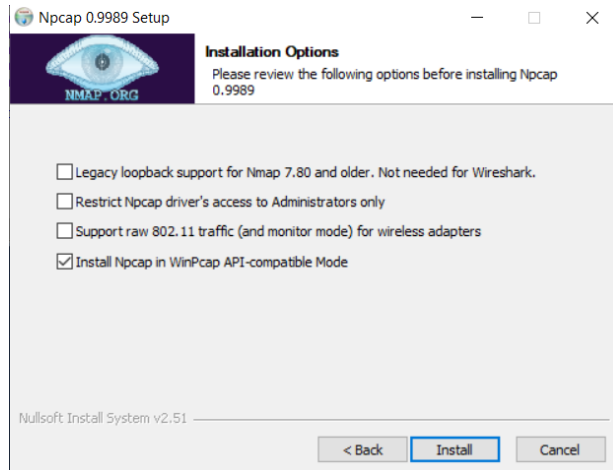 Npcap 0.9989 Setup
NMAP.ORG
Installation Options
Please review the following options before installing Npcap
0.9989
Legacy loopback support for Nmap 7.80 and older. Not needed for Wireshark.
Restrict Npcap driver's access to Administrators only
Support raw 802.11 traffic (and monitor mode) for wireless adapters
Install Npcap in WinPcap API-compatible Mode
Nullsoft Install System v2.51
< Back Install Cancel